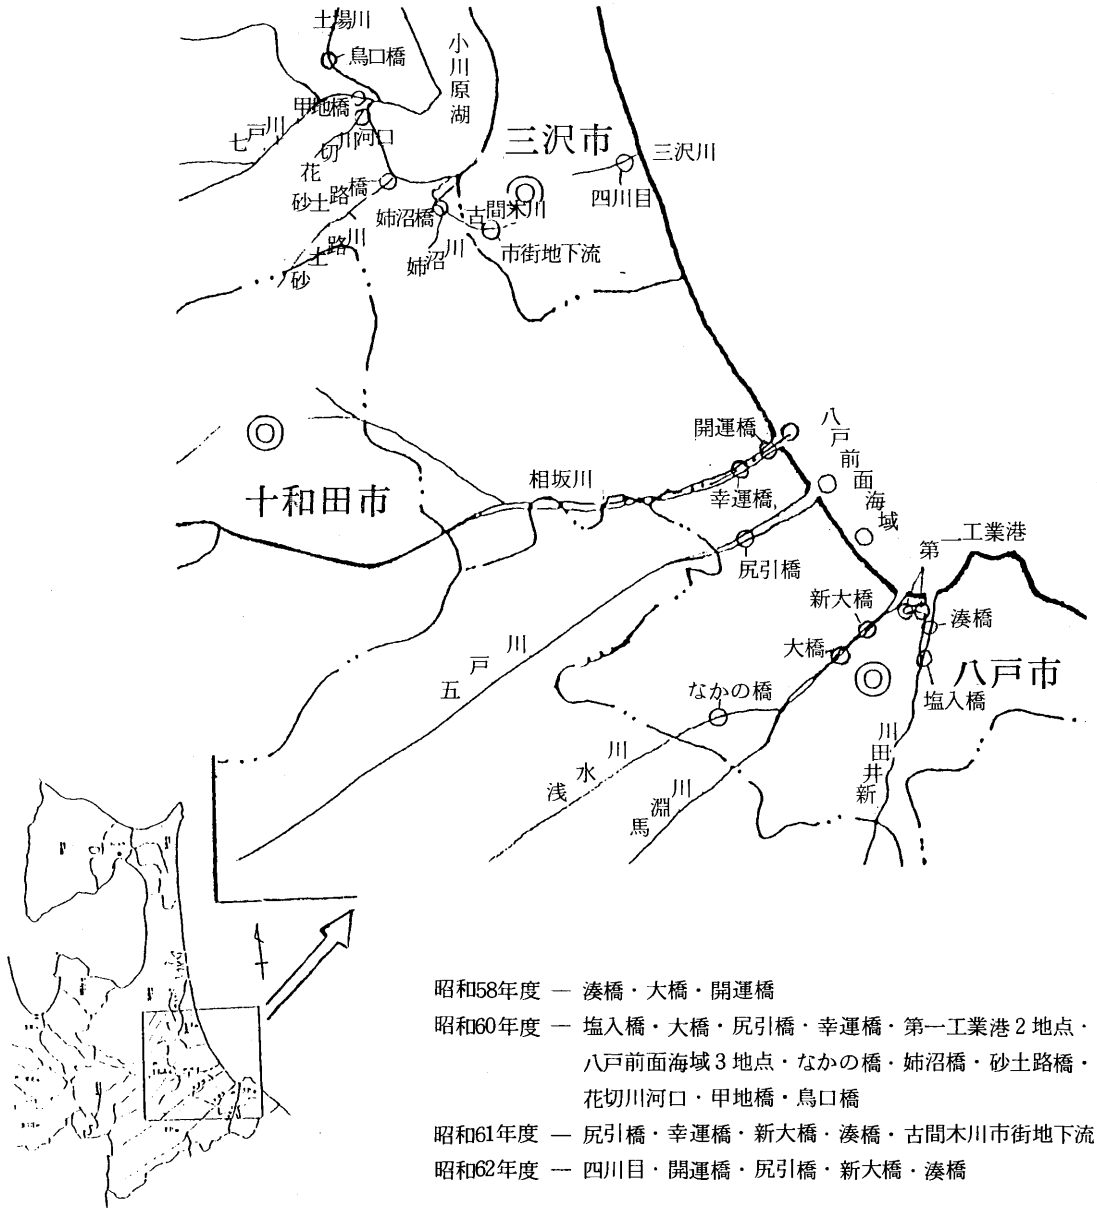 土場川
鳥口橋
小川原湖
甲地橋
七戸川
花切川河口
三沢市
三沢川
四川目
砂土路橋
姉沼橋
古間木川
市街地下流
姉沼川
砂土路川
開運橋
八戸前面海域
相坂川
幸運橋
十和田市
尻引橋
第一工業港
新大橋
湊橋
大橋
八戸市
塩入橋
なかの橋
五戸川
浅水川
馬淵川
新井田川
昭和58年度 — 湊橋・大橋・開運橋
昭和60年度 — 塩入橋・大橋・尻引橋・幸運橋・第一工業港2地点・
八戸前面海域3地点・なかの橋・姉沼橋・砂土路橋・
花切川河口・甲地橋・鳥口橋
昭和61年度 — 尻引橋・幸運橋・新大橋・湊橋・古間木川市街地下流
昭和62年度 — 四川目・開運橋・尻引橋・新大橋・湊橋